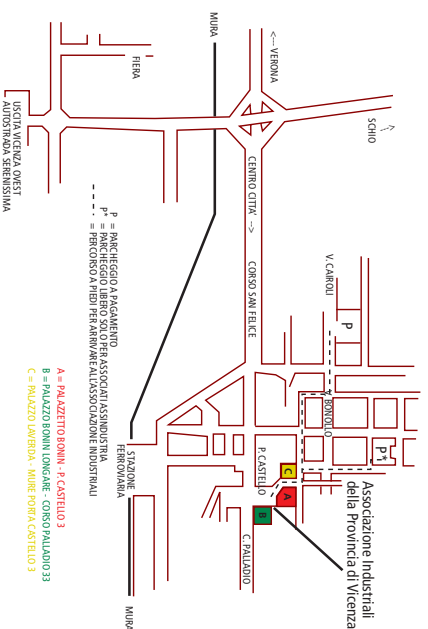 MURA
<--- VERONA
FIERA
SCHIO
USCITA VICENZA OVEST
AUTOSTRADA SERENISSIMA
CENTRO CITTA' -->
CORSO SAN FELICE
V. CAIROLI
P
P = PARCHEGGIO A PAGAMENTO
P* = PARCHEGGIO LIBERO SOLO PER ASSOCIATI ASSINDUSTRIA
---- = PERCORSO A PIEDI PER ARRIVARE ALL'ASSOCIAZIONE INDUSTRIALI
V. BONOLLO
P*
A = PALAZZETTO BONIN - P. CASTELLO 3
B = PALAZZO BONIN LONGARE - CORSO PALLADIO 33
C = PALAZZO LAVERDA - MURE PORTA CASTELLO 3
STAZIONE
FERROVIARIA
P. CASTELLO
C
A
B
Associazione Industriali
della Provincia di Vicenza
C. PALLADIO
MURA